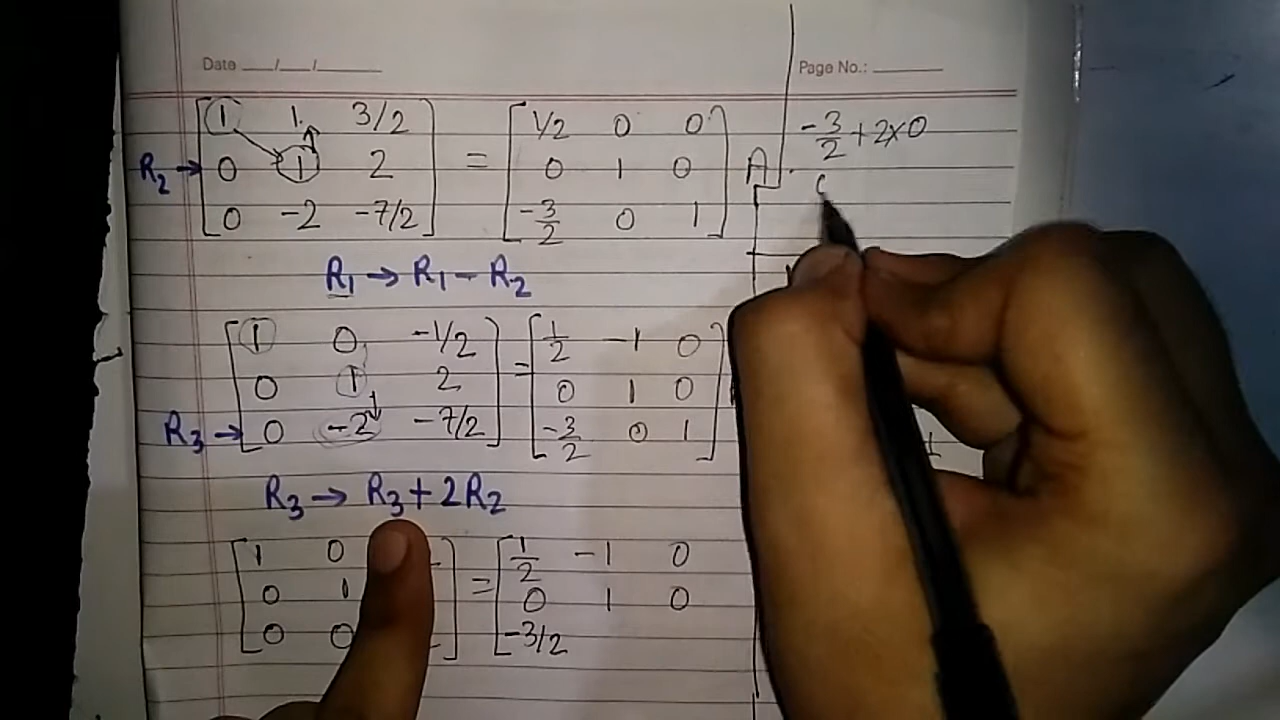 Date ___/___/______ Page No.: ______
[1 1. 3/2] = [1/2 0 0] -3/2 + 2×0
R2 → [0 1 2] = [0 1 0] A
[0 -2 -7/2] [-3/2 0 1]
R1 → R1 - R2
[1 0 -1/2] = [1/2 -1 0]
[0 1 2] [0 1 0]
R3 → [0 -2 -7/2] [-3/2 0 1]
R3 → R3 + 2R2
[1 0 ] = [1/2 -1 0]
[0 1 ] [0 1 0]
[0 0 ] [-3/2